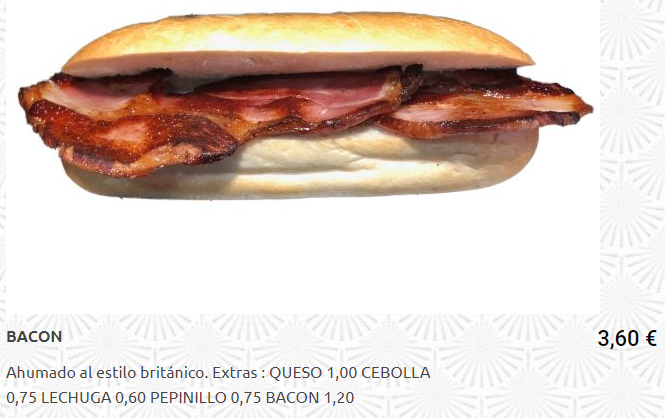 BACON
3,60 €
Ahumado al estilo británico. Extras : QUESO 1,00 CEBOLLA
0,75 LECHUGA 0,60 PEPINILLO 0,75 BACON 1,20